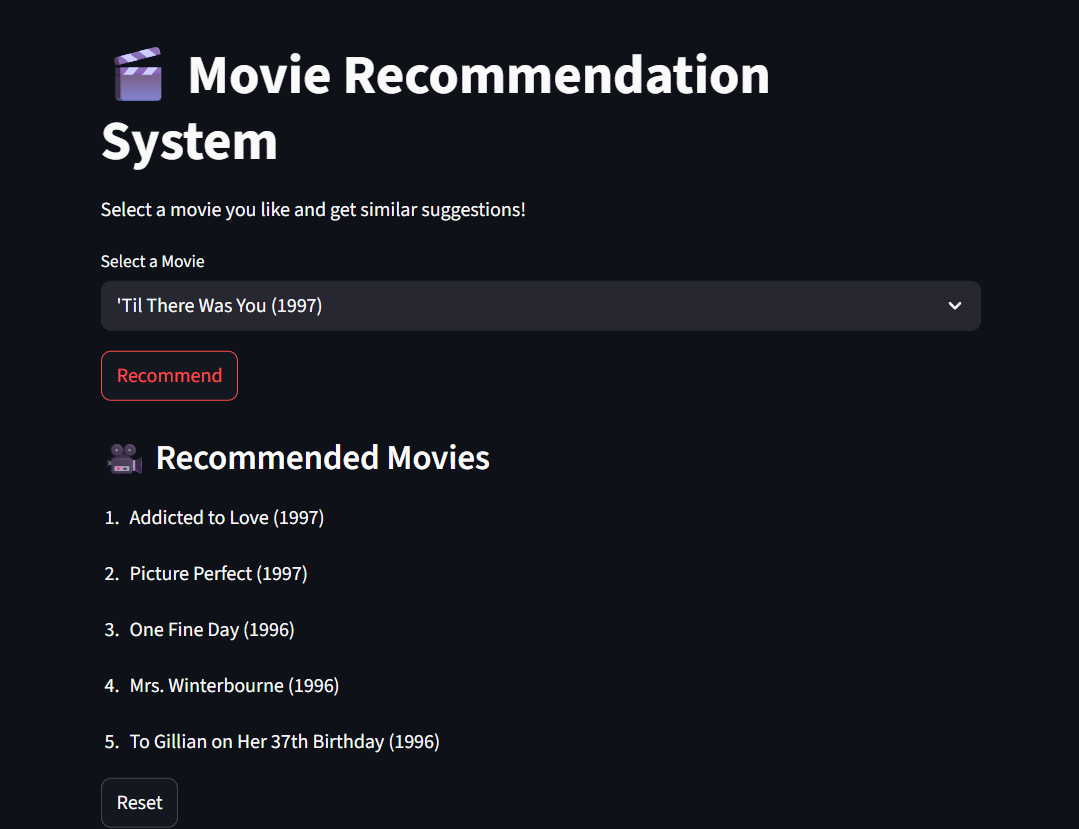 Movie Recommendation
System
Select a movie you like and get similar suggestions!
Select a Movie
'Til There Was You (1997)
Recommend
Recommended Movies
1. Addicted to Love (1997)
2. Picture Perfect (1997)
3. One Fine Day (1996)
4. Mrs. Winterbourne (1996)
5. To Gillian on Her 37th Birthday (1996)
Reset